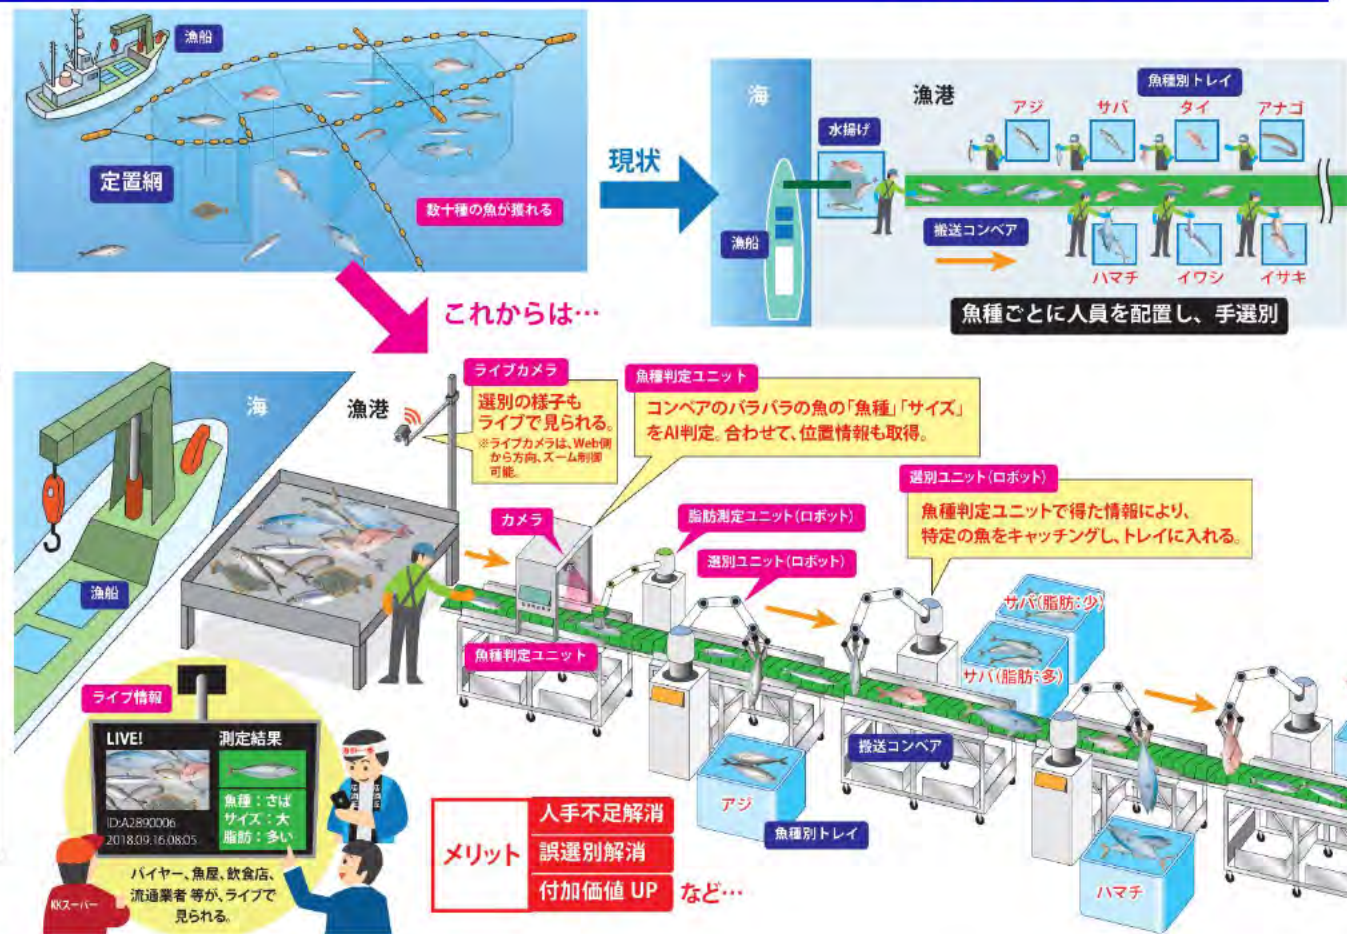 漁船
定置網
数十種の魚が獲れる
現状
海
漁港
水揚げ
漁船
魚種別トレイ
アジ
サバ
タイ
アナゴ
搬送コンベア
ハマチ
イワシ
イサキ
魚種ごとに人員を配置し、手選別
これからは…
海
漁港
漁船
ライブカメラ
選別の様子も
ライブで見られる。
※ライブカメラは、Web側
から方向、ズーム制御
可能。
魚種判定ユニット
コンベアのバラバラの魚の「魚種」「サイズ」
をAI判定。合わせて、位置情報も取得。
選別ユニット(ロボット)
魚種判定ユニットで得た情報により、
特定の魚をキャッチングし、トレイに入れる。
カメラ
脂肪測定ユニット(ロボット)
選別ユニット(ロボット)
魚種判定ユニット
サバ(脂肪:少)
サバ(脂肪:多)
搬送コンベア
アジ
魚種別トレイ
ハマチ
ライブ情報
LIVE!
測定結果
魚種:さば
サイズ:大
脂肪:多い
ID:A2890006
2018.09.16.08:05
バイヤー、魚屋、飲食店、
流通業者 等が、ライブで
見られる。
KKスーパー
メリット
人手不足解消
誤選別解消
付加価値 UP
など…